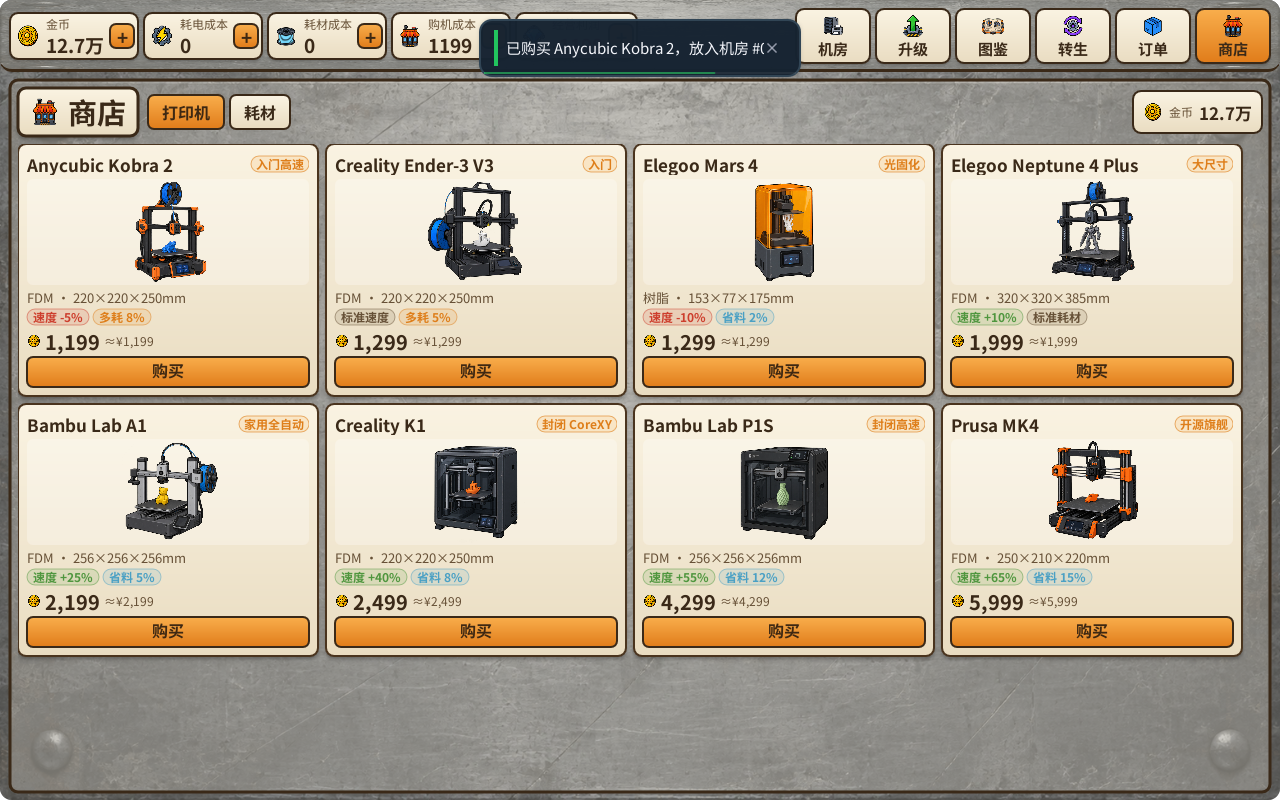 金币
12.7万
+
耗电成本
0
+
耗材成本
0
+
购机成本
1199
已购买 Anycubic Kobra 2，放入机房 #
机房
升级
图鉴
转生
订单
商店
商店
打印机
耗材
金币 12.7万
Anycubic Kobra 2
入门高速
FDM · 220×220×250mm
速度 -5%
多耗 8%
1,199 ≈¥1,199
购买
Creality Ender-3 V3
入门
FDM · 220×220×250mm
标准速度
多耗 5%
1,299 ≈¥1,299
购买
Elegoo Mars 4
光固化
树脂 · 153×77×175mm
速度 -10%
省料 2%
1,299 ≈¥1,299
购买
Elegoo Neptune 4 Plus
大尺寸
FDM · 320×320×385mm
速度 +10%
标准耗材
1,999 ≈¥1,999
购买
Bambu Lab A1
家用全自动
FDM · 256×256×256mm
速度 +25%
省料 5%
2,199 ≈¥2,199
购买
Creality K1
封闭 CoreXY
FDM · 220×220×250mm
速度 +40%
省料 8%
2,499 ≈¥2,499
购买
Bambu Lab P1S
封闭高速
FDM · 256×256×256mm
速度 +55%
省料 12%
4,299 ≈¥4,299
购买
Prusa MK4
开源旗舰
FDM · 250×210×220mm
速度 +65%
省料 15%
5,999 ≈¥5,999
购买